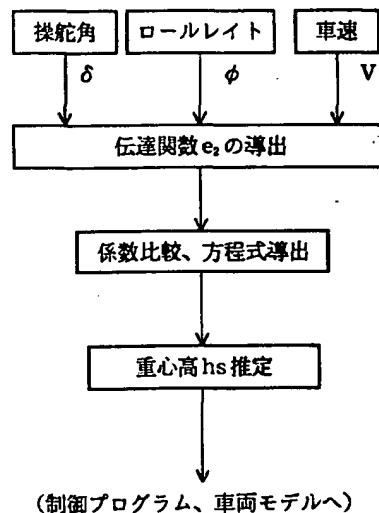 操舵角 ロールレイト 車速
δ φ V
伝達関数e₂の導出
係数比較、方程式導出
重心高hs推定
(制御プログラム、車両モデルへ)